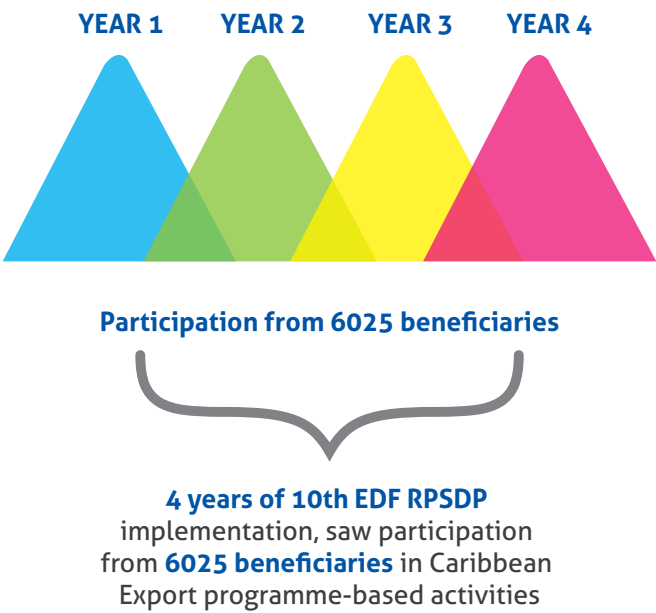 YEAR 1 YEAR 2 YEAR 3 YEAR 4
Participation from 6025 beneficiaries
4 years of 10th EDF RPSDP
implementation, saw participation
from 6025 beneficiaries in Caribbean
Export programme-based activities